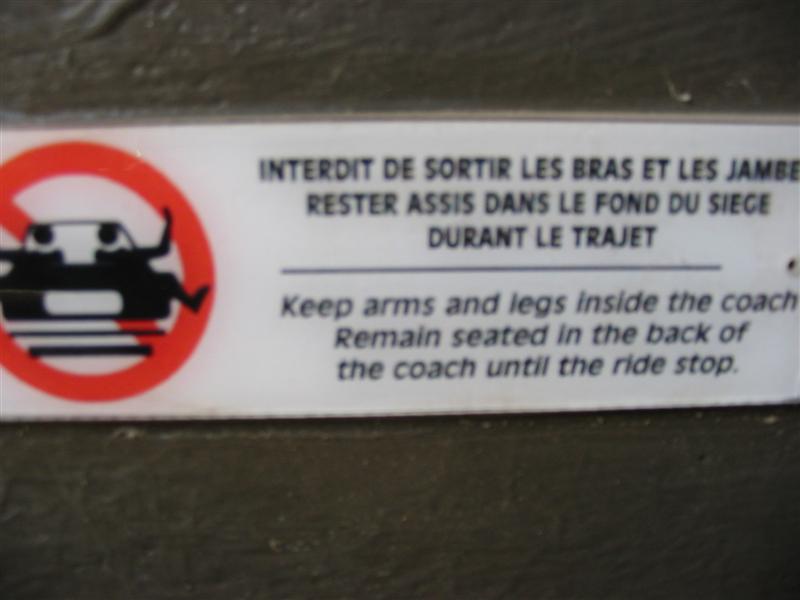 INTERDIT DE SORTIR LES BRAS ET LES JAMBE
RESTER ASSIS DANS LE FOND DU SIEGE
DURANT LE TRAJET
Keep arms and legs inside the coach
Remain seated in the back of
the coach until the ride stop.